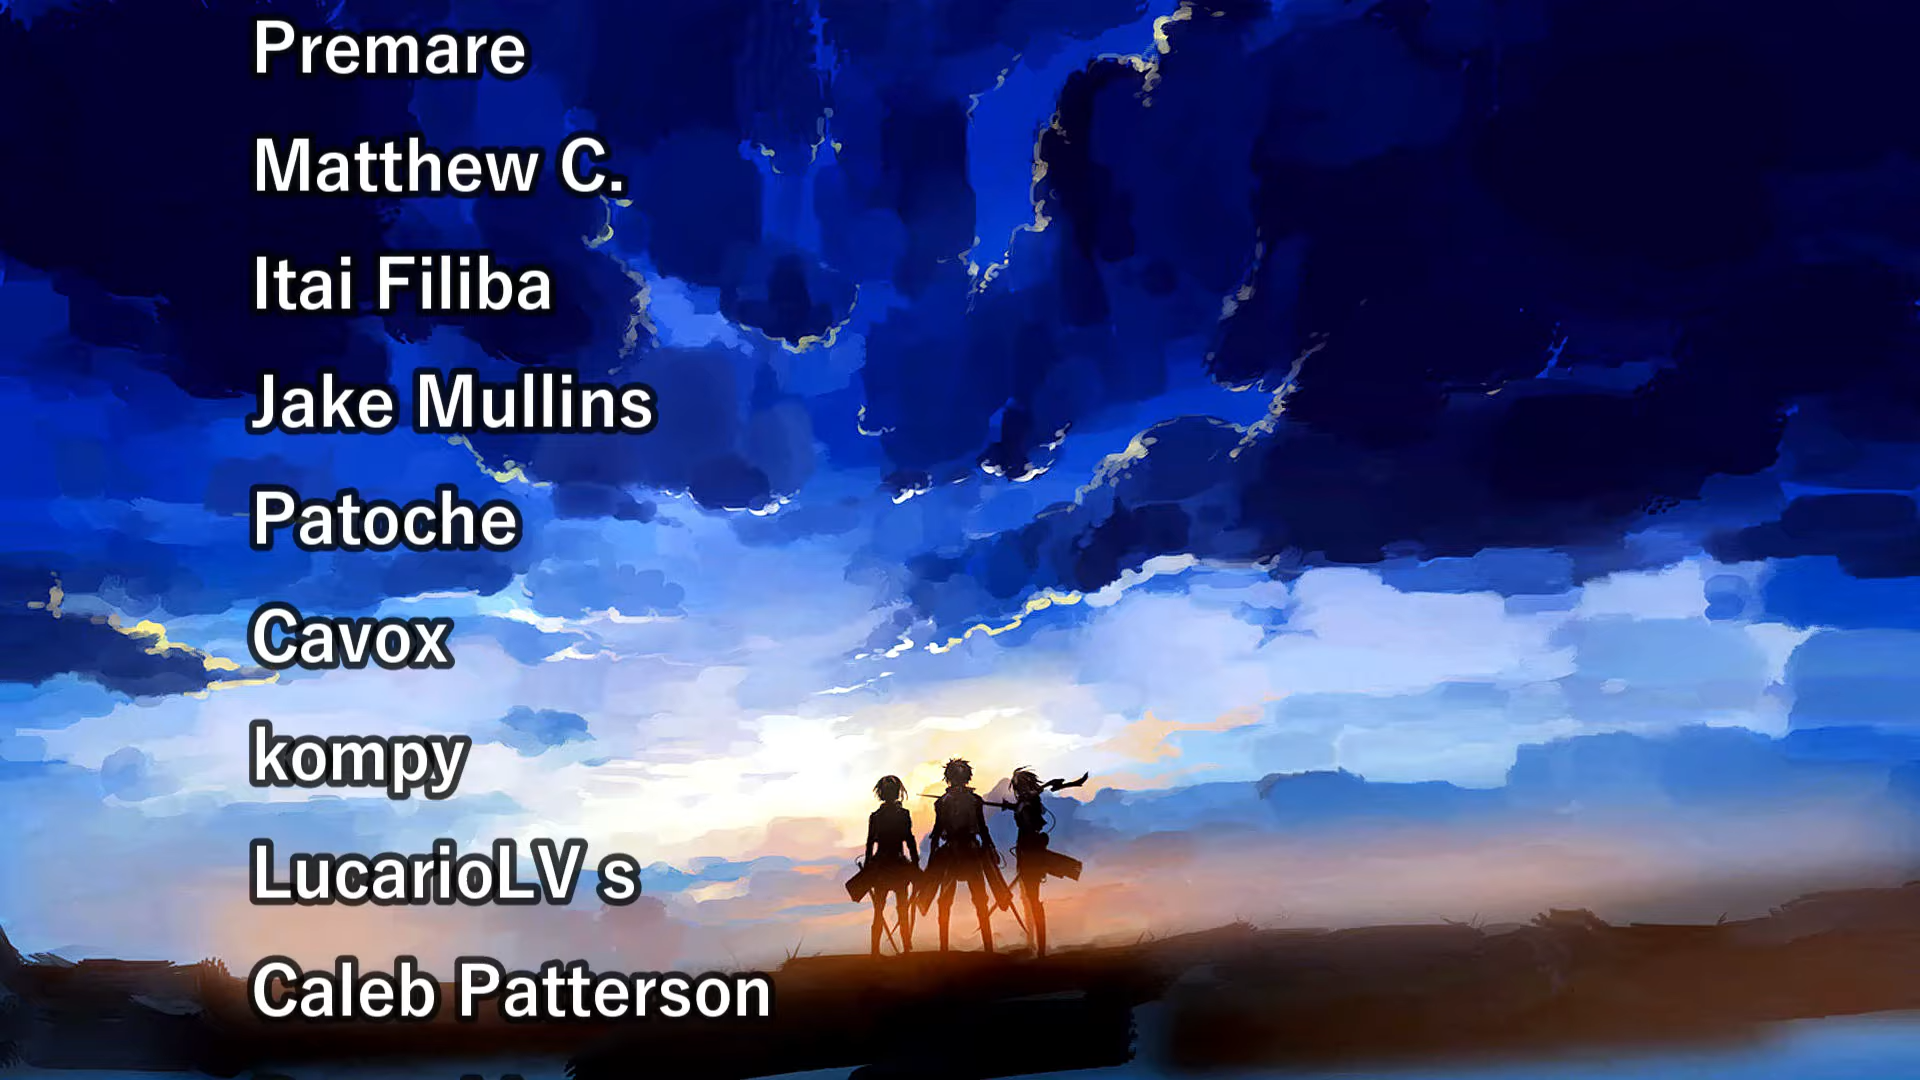 Premare
Matthew C.
Itai Filiba
Jake Mullins
Patoche
Cavox
kompy
LucarioLV s
Caleb Patterson